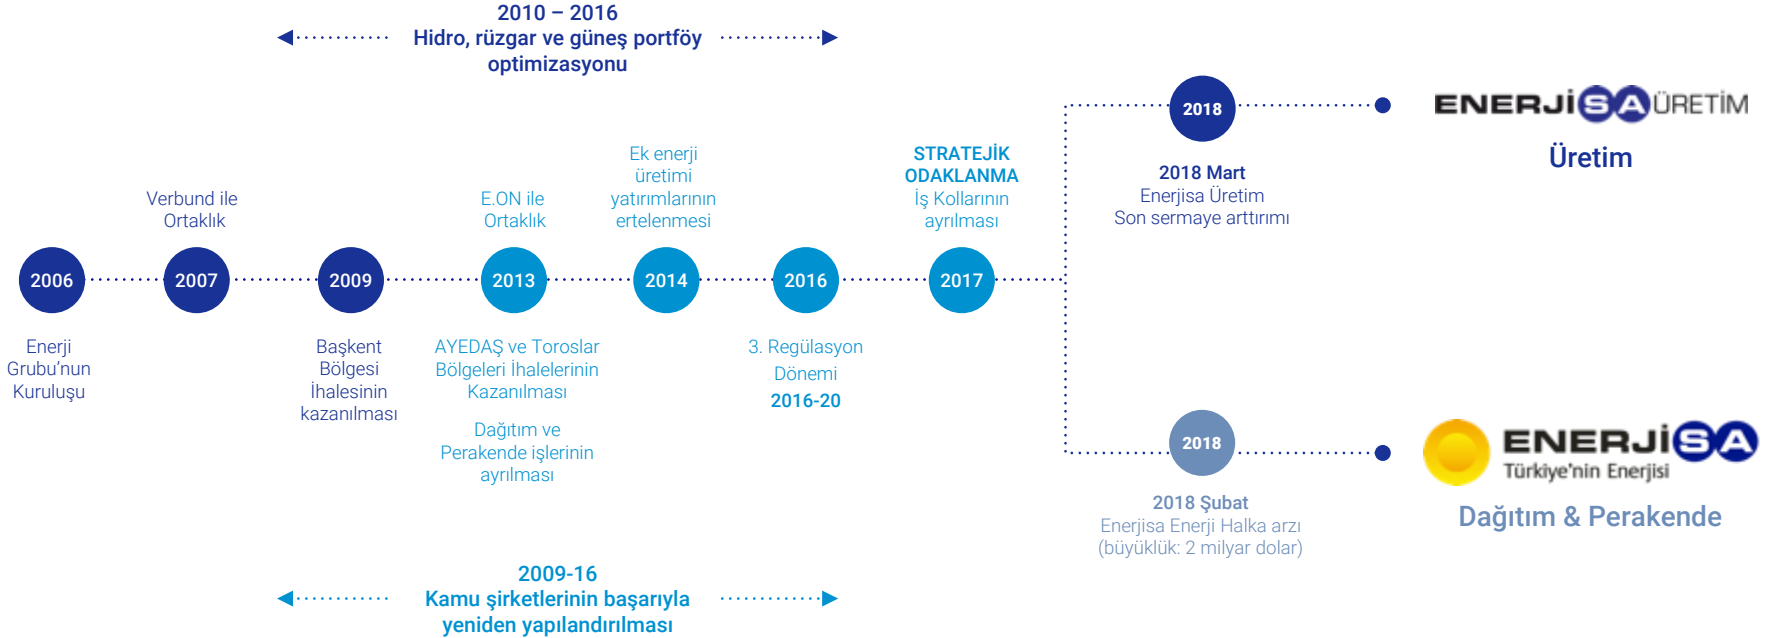 2010 – 2016
Hidro, rüzgar ve güneş portföy
optimizasyonu
Verbund ile
Ortaklık
E.ON ile
Ortaklık
Ek enerji
üretimi
yatırımlarının
ertelenmesi
STRATEJİK
ODAKLANMA
İş Kollarının
ayrılması
2006
2007
2009
2013
2014
2016
2017
Enerji
Grubu’nun
Kuruluşu
Başkent
Bölgesi
İhalesinin
kazanılması
AYEDAŞ ve Toroslar
Bölgeleri İhalelerinin
Kazanılması
Dağıtım ve
Perakende işlerinin
ayrılması
3. Regülasyon
Dönemi
2016-20
2018
2018 Mart
Enerjisa Üretim
Son sermaye arttırımı
ENERJİSA ÜRETİM
Üretim
2018
2018 Şubat
Enerjisa Enerji Halka arzı
(büyüklük: 2 milyar dolar)
ENERJİSA
Türkiye'nin Enerjisi
Dağıtım & Perakende
2009-16
Kamu şirketlerinin başarıyla
yeniden yapılandırılması